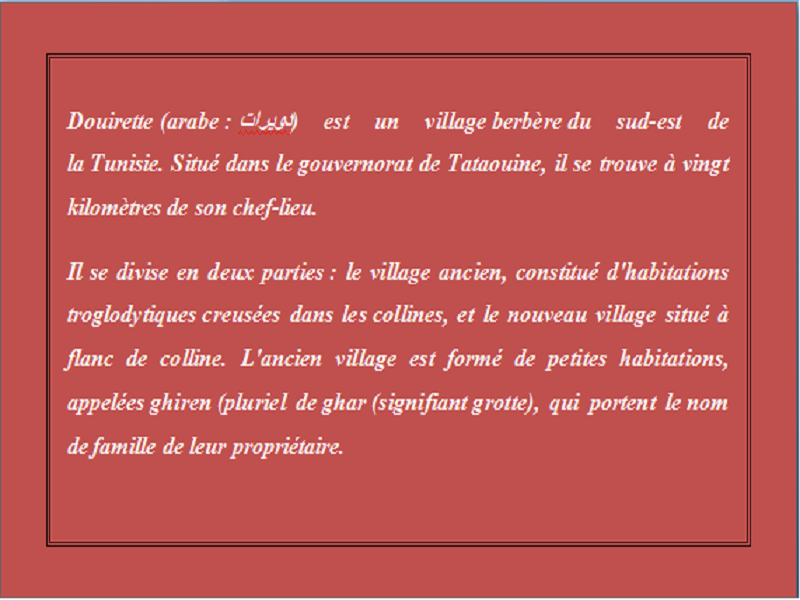 Douirette (arabe : دويرات) est un village berbère du sud-est de
la Tunisie. Situé dans le gouvernorat de Tataouine, il se trouve à vingt
kilomètres de son chef-lieu.
Il se divise en deux parties : le village ancien, constitué d'habitations
troglodytiques creusées dans les collines, et le nouveau village situé à
flanc de colline. L'ancien village est formé de petites habitations,
appelées ghiren (pluriel de ghar (signifiant grotte), qui portent le nom
de famille de leur propriétaire.